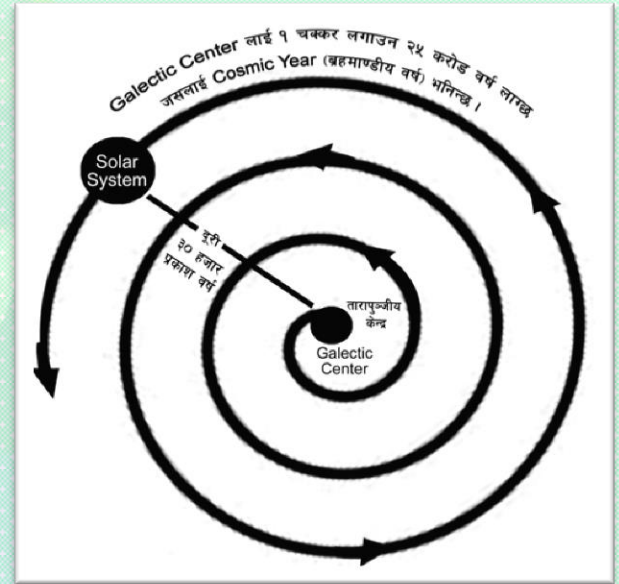 Galectic Center लाई १ चक्कर लगाउन २५ करोड वर्ष लाग्छ
जसलाई Cosmic Year (ब्रहमाण्डीय वर्ष) भनिन्छ ।
Solar
System
दूरी
३० हजार
प्रकाश वर्ष
तारापुञ्जीय
केन्द्र
Galectic
Center